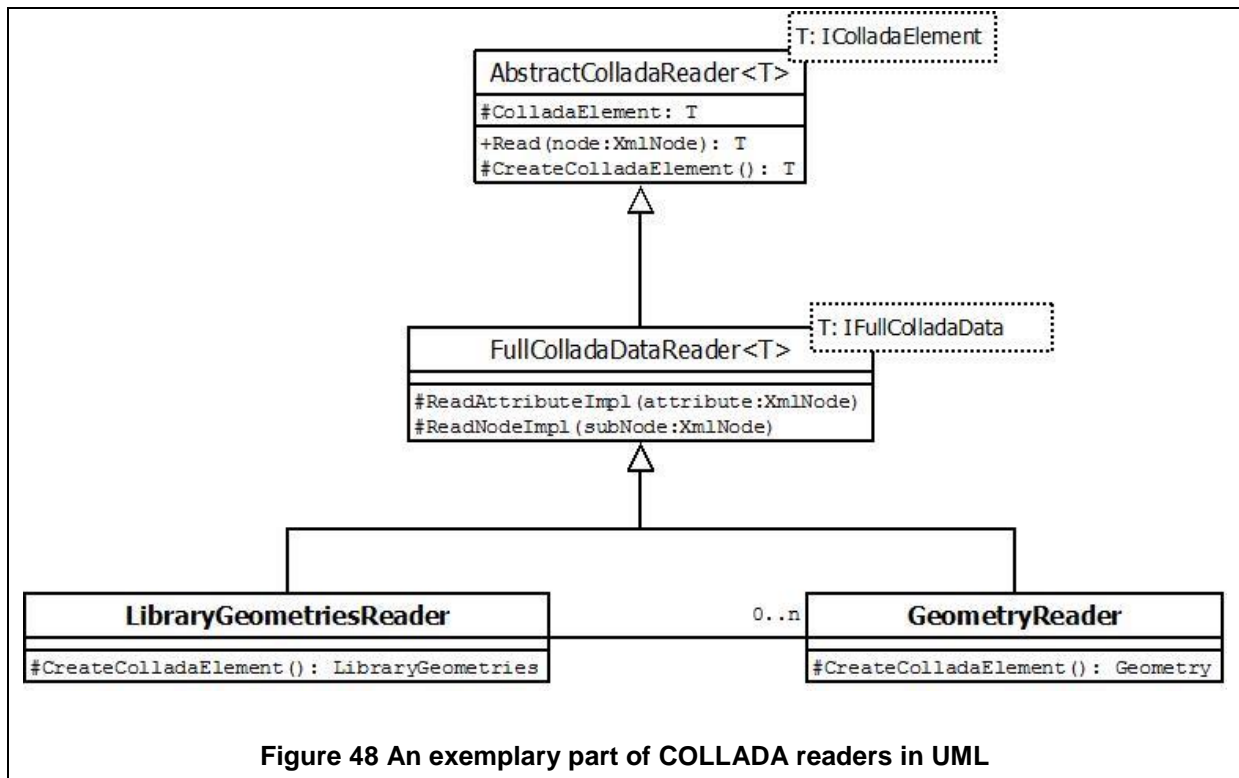 T: IColladaElement
AbstractColladaReader<T>
#ColladaElement: T
+Read(node:XmlNode): T
#CreateColladaElement(): T
T: IFullColladaData
FullColladaDataReader<T>
#ReadAttributeImpl(attribute:XmlNode)
#ReadNodeImpl(subNode:XmlNode)
LibraryGeometriesReader
#CreateColladaElement(): LibraryGeometries
0..n
GeometryReader
#CreateColladaElement(): Geometry
Figure 48 An exemplary part of COLLADA readers in UML